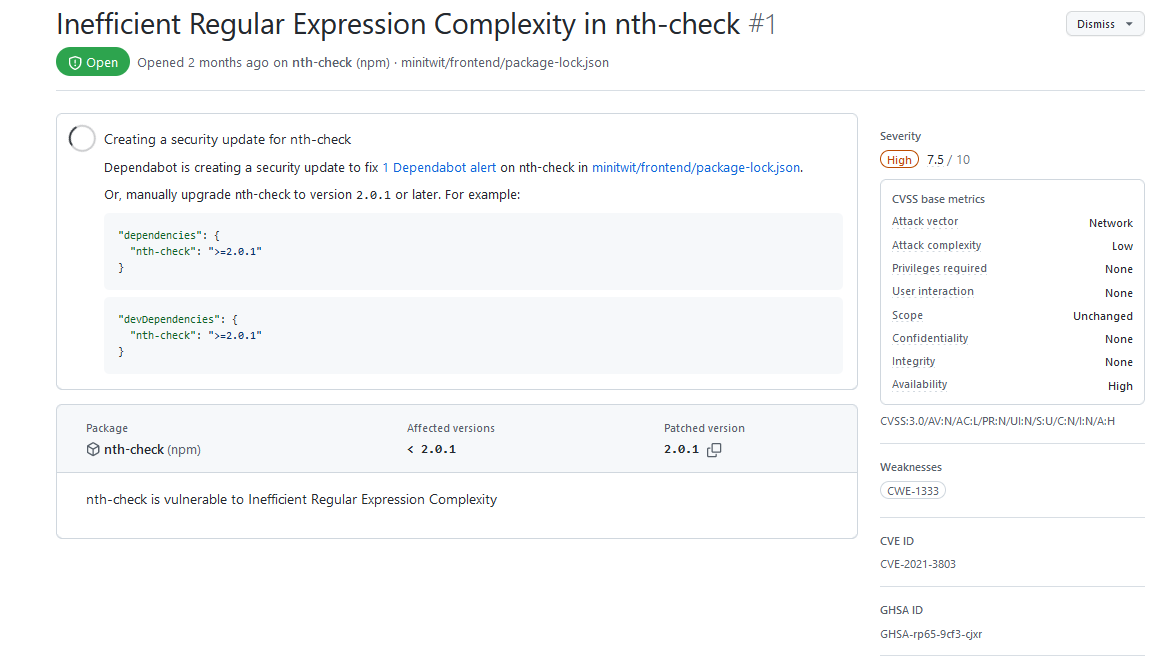 Inefficient Regular Expression Complexity in nth-check #1
Dismiss
Open
Opened 2 months ago on nth-check (npm) · minitwit/frontend/package-lock.json
Creating a security update for nth-check
Dependabot is creating a security update to fix 1 Dependabot alert on nth-check in minitwit/frontend/package-lock.json.
Or, manually upgrade nth-check to version 2.0.1 or later. For example:
"dependencies": {
  "nth-check": ">=2.0.1"
}
"devDependencies": {
  "nth-check": ">=2.0.1"
}
Package Affected versions Patched version
nth-check (npm) < 2.0.1 2.0.1
nth-check is vulnerable to Inefficient Regular Expression Complexity
Severity
High 7.5 / 10
CVSS base metrics
Attack vector Network
Attack complexity Low
Privileges required None
User interaction None
Scope Unchanged
Confidentiality None
Integrity None
Availability High
CVSS:3.0/AV:N/AC:L/PR:N/UI:N/S:U/C:N/I:N/A:H
Weaknesses
CWE-1333
CVE ID
CVE-2021-3803
GHSA ID
GHSA-rp65-9cf3-cjxr